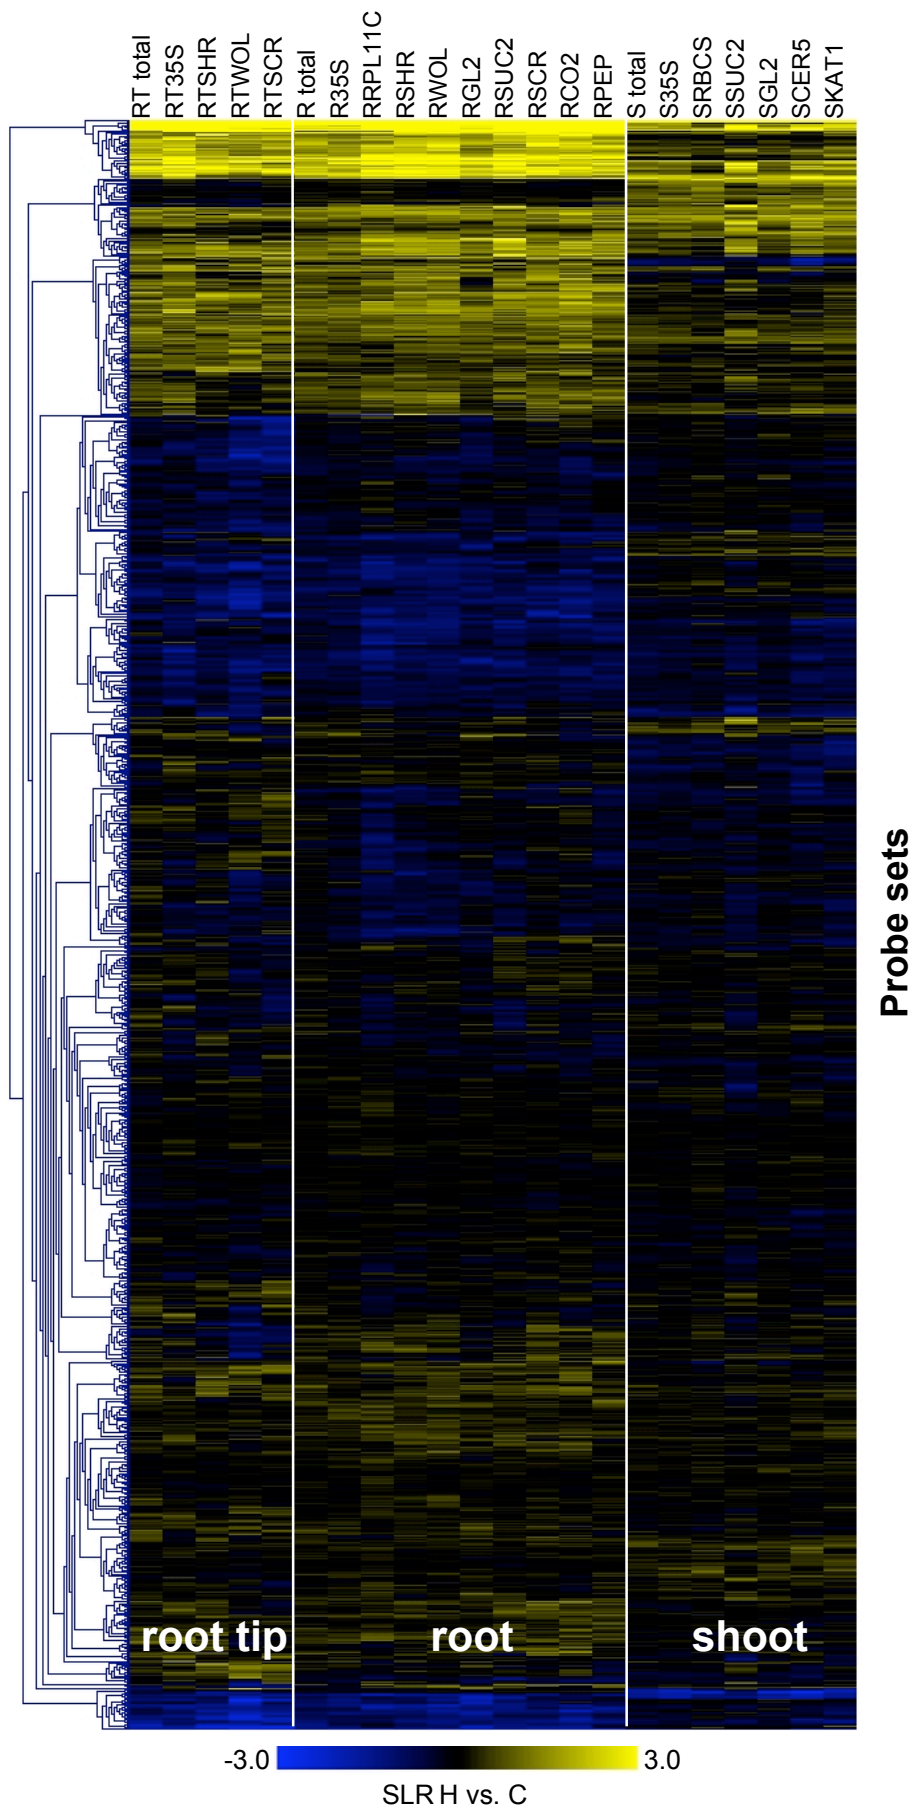 RT total
RT35S
RTSHR
RTWOL
RTSCR
R total
R35S
RRPL11C
RSHR
RWOL
RGL2
RSUC2
RSCR
RCO2
RPEP
S total
S35S
SRBCS
SSUC2
SGL2
SCER5
SKAT1
Probe sets
root tip
root
shoot
-3.0
3.0
SLR H vs. C